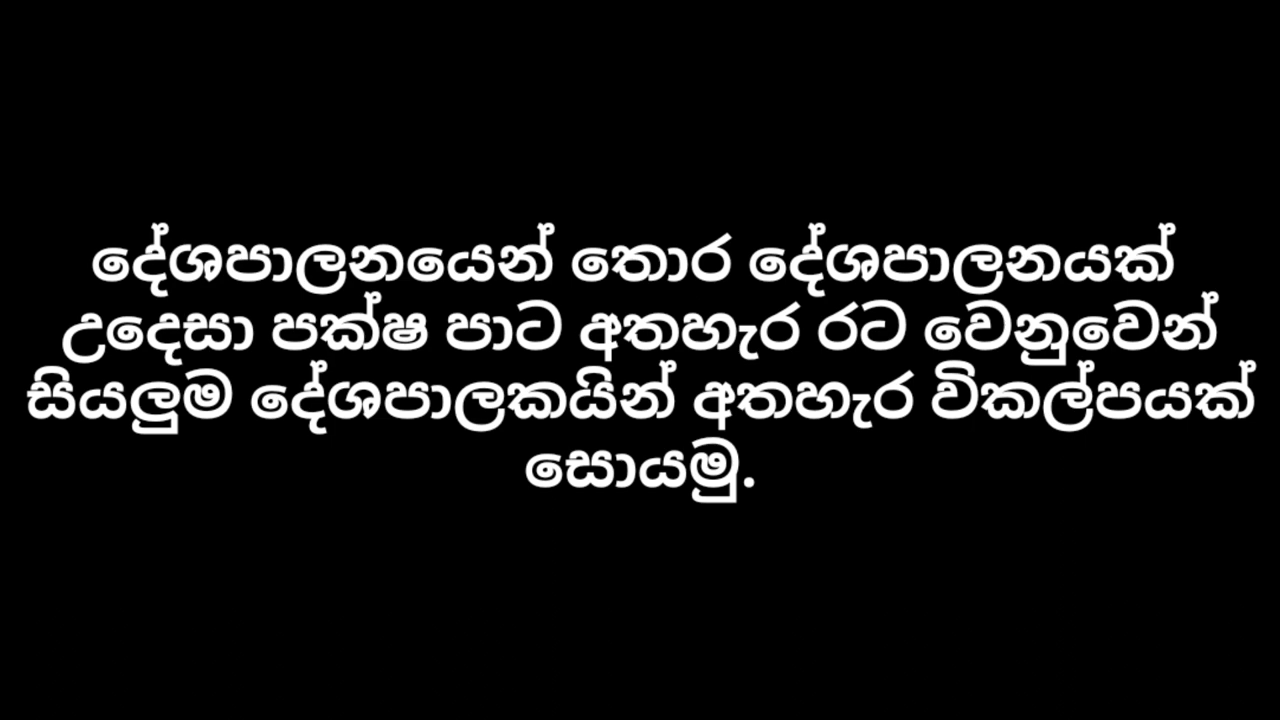 දේශපාලනයෙන් තොර දේශපාලනයක්
උදෙසා පක්ෂ පාට අතහැර රට වෙනුවෙන්
සියලුම දේශපාලකයින් අතහැර විකල්පයක්
සොයමු.